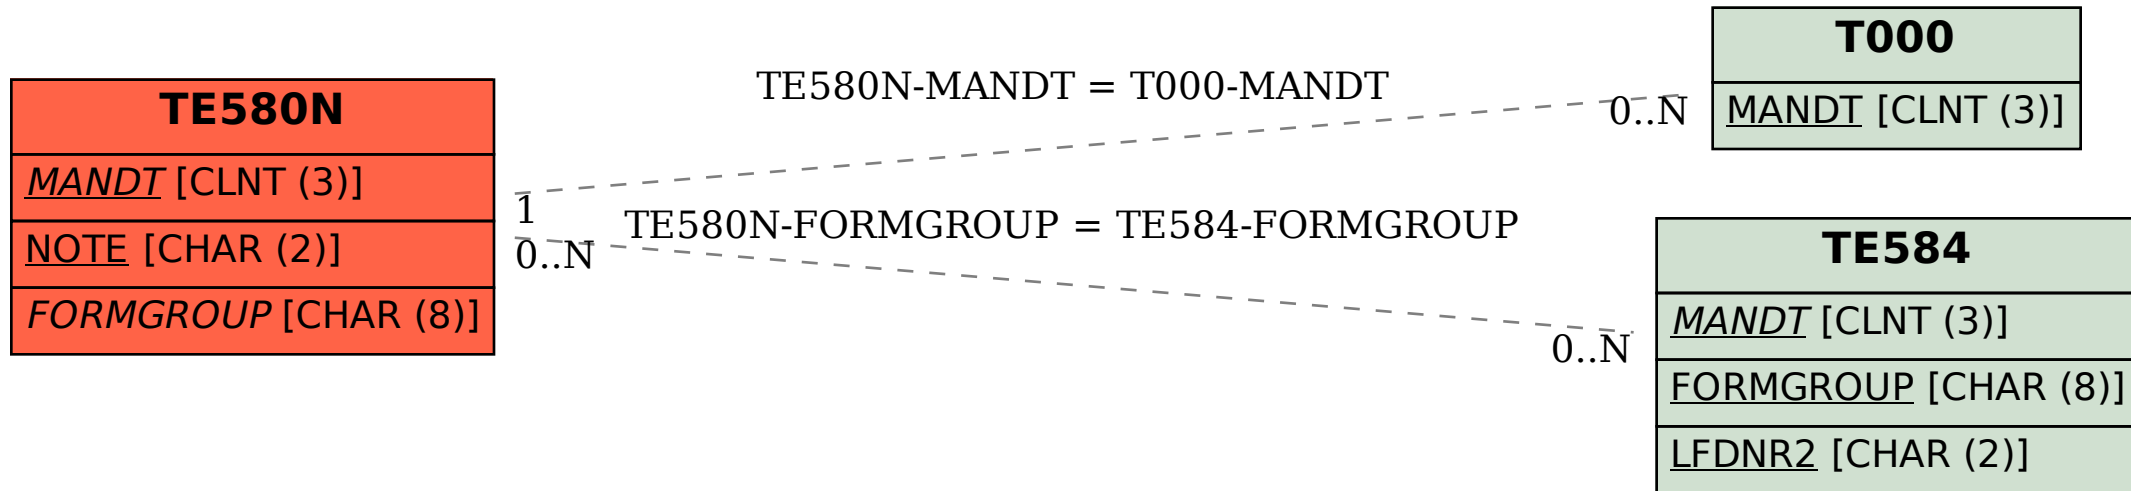 TE580N
MANDT [CLNT (3)]
NOTE [CHAR (2)]
FORMGROUP [CHAR (8)]
TE580N-MANDT = T000-MANDT
1
0..N
TE580N-FORMGROUP = TE584-FORMGROUP
0..N
0..N
T000
MANDT [CLNT (3)]
TE584
MANDT [CLNT (3)]
FORMGROUP [CHAR (8)]
LFDNR2 [CHAR (2)]